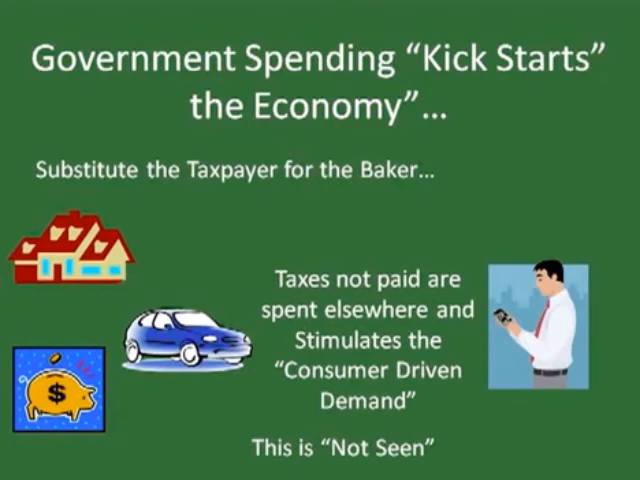 Government Spending “Kick Starts”
the Economy”...
Substitute the Taxpayer for the Baker...
Taxes not paid are
spent elsewhere and
Stimulates the
“Consumer Driven
Demand”
$
This is “Not Seen”